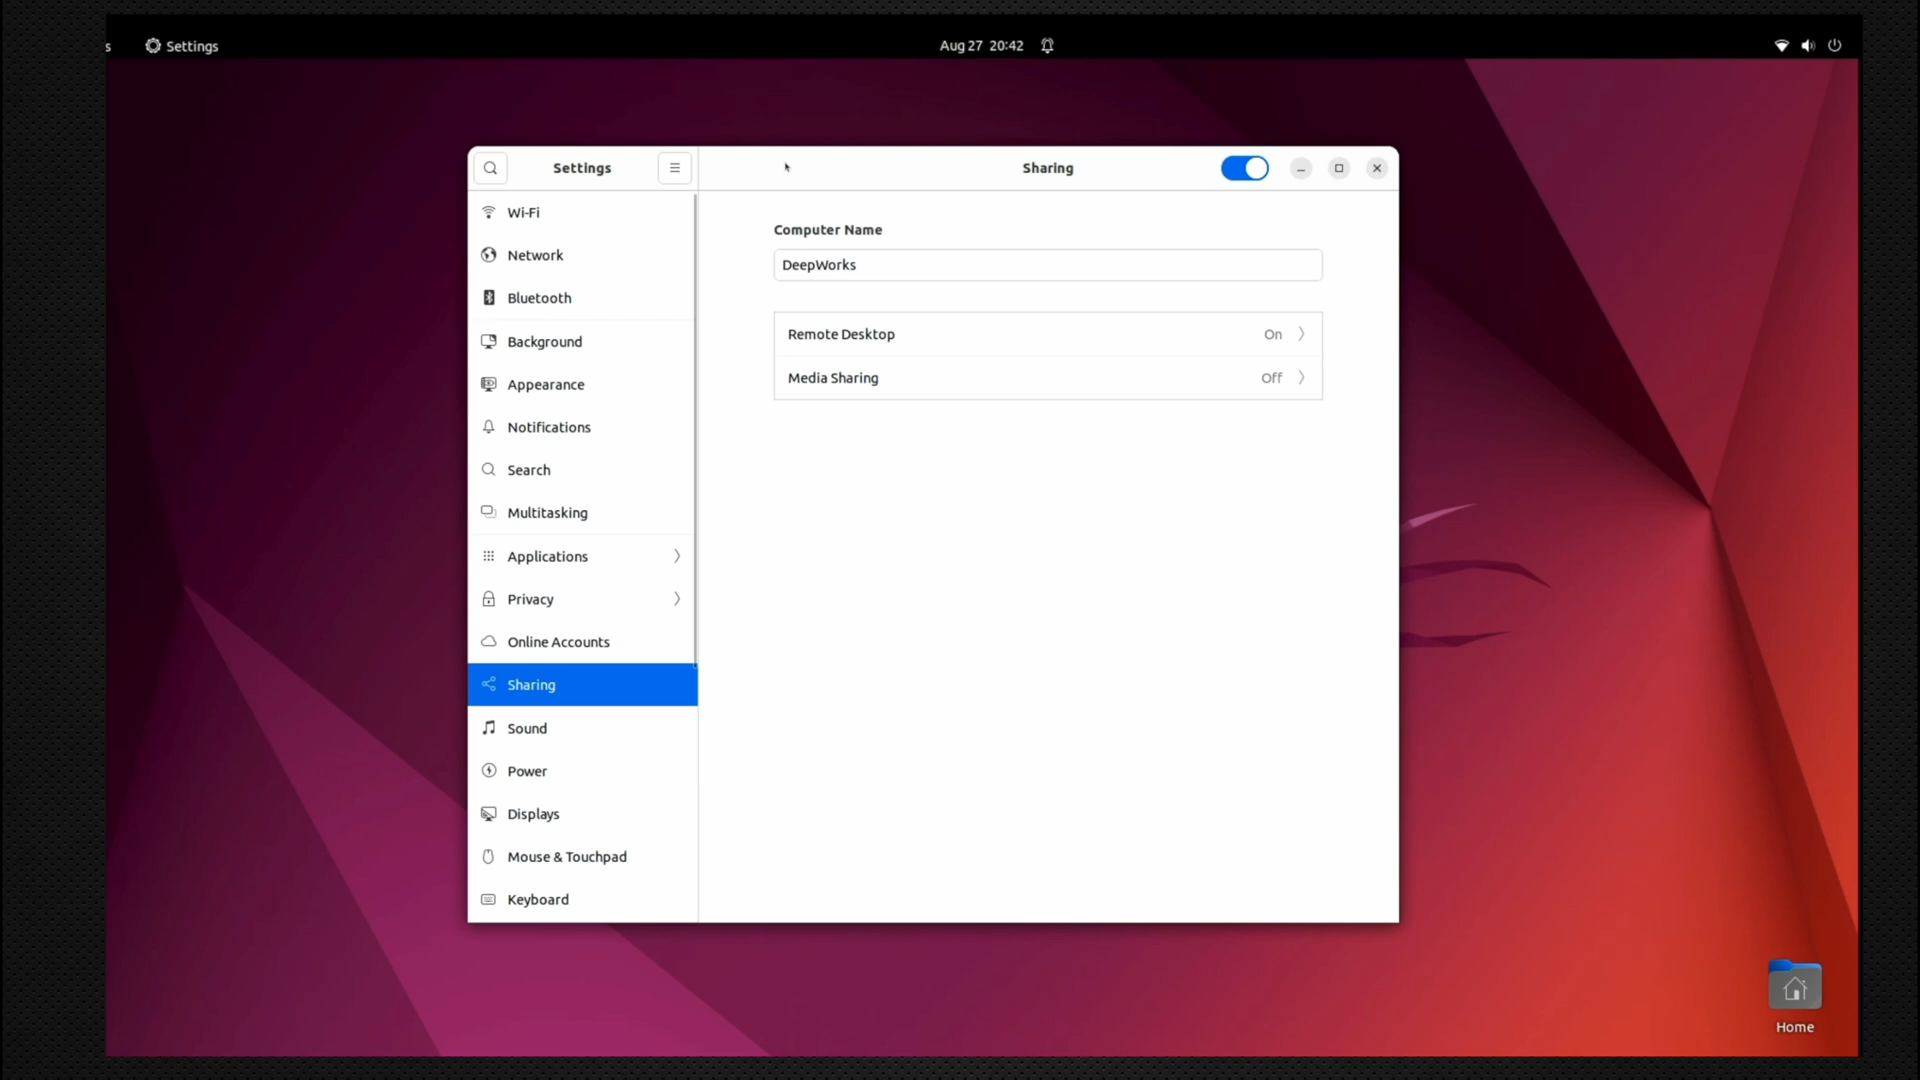 s Settings Aug 27 20:42
Settings Sharing
Wi-Fi
Network
Bluetooth
Background
Appearance
Notifications
Search
Multitasking
Applications
Privacy
Online Accounts
Sharing
Sound
Power
Displays
Mouse & Touchpad
Keyboard
Computer Name
DeepWorks
Remote Desktop On
Media Sharing Off
Home